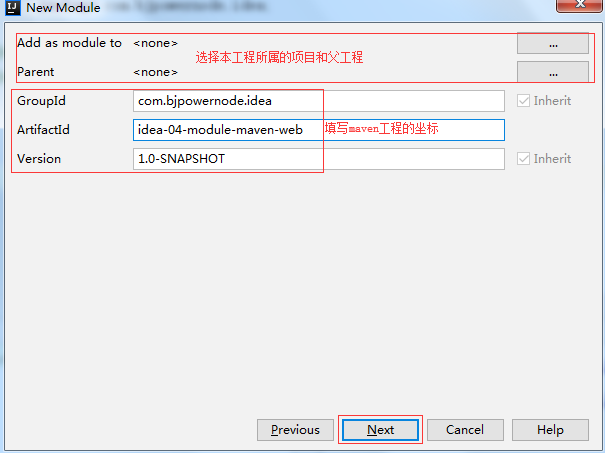 New Module
Add as module to <none> ...
选择本工程所属的项目和父工程
Parent <none> ...
GroupId com.bjpowernode.idea Inherit
ArtifactId idea-04-module-maven-web 填写maven工程的坐标
Version 1.0-SNAPSHOT Inherit
Previous Next Cancel Help